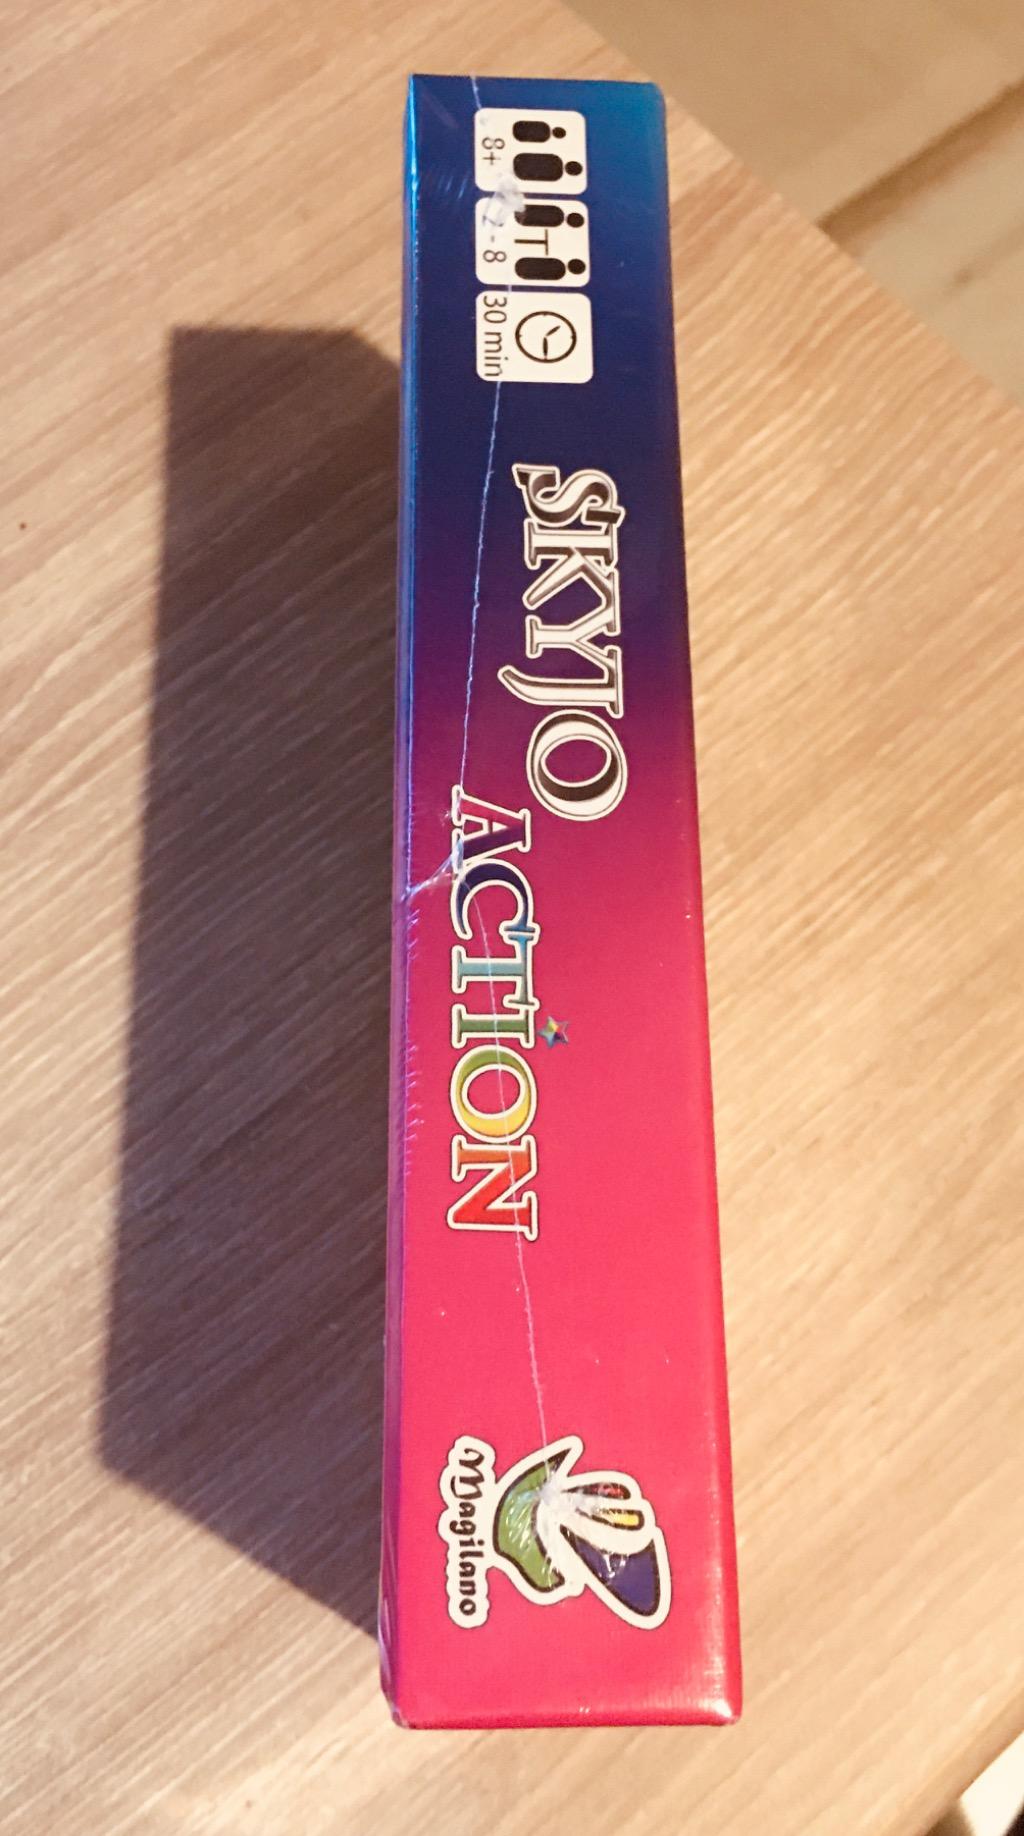 8+
2-8
30 min
SKYJO
ACTION
Magilano